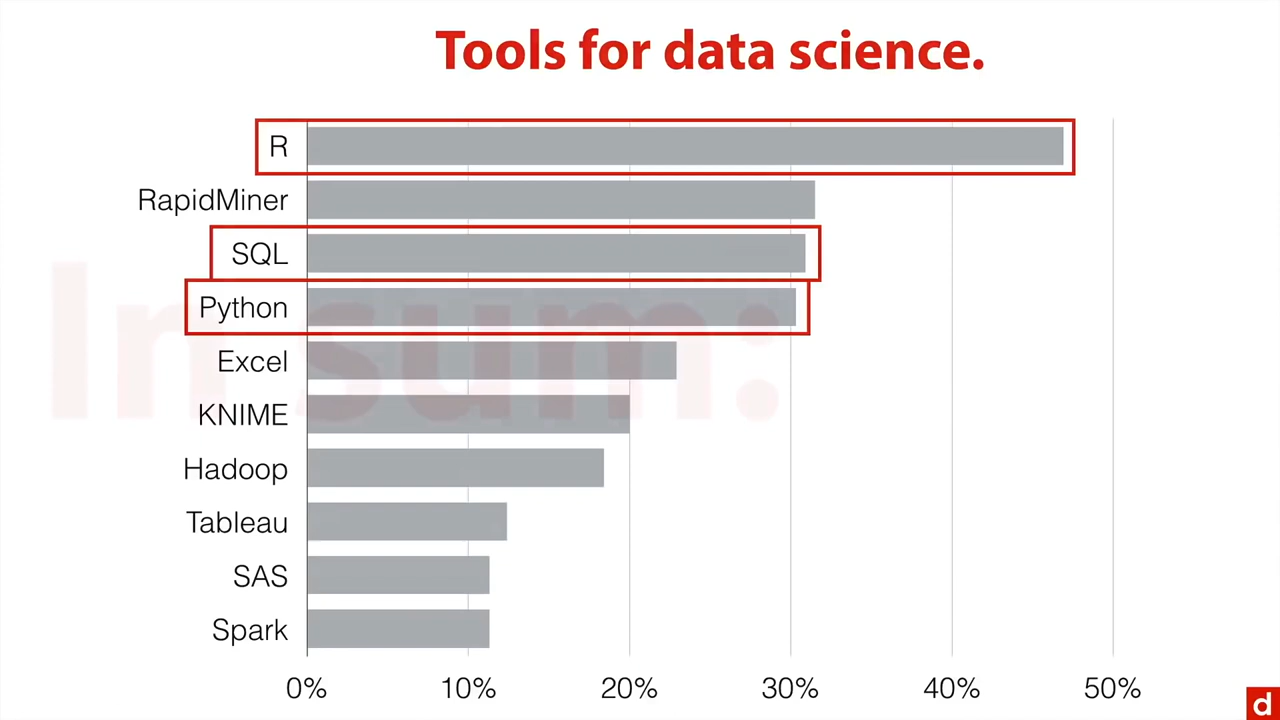 Tools for data science.
R
RapidMiner
SQL
Python
In sum:
Excel
KNIME
Hadoop
Tableau
SAS
Spark
0% 10% 20% 30% 40% 50%
d